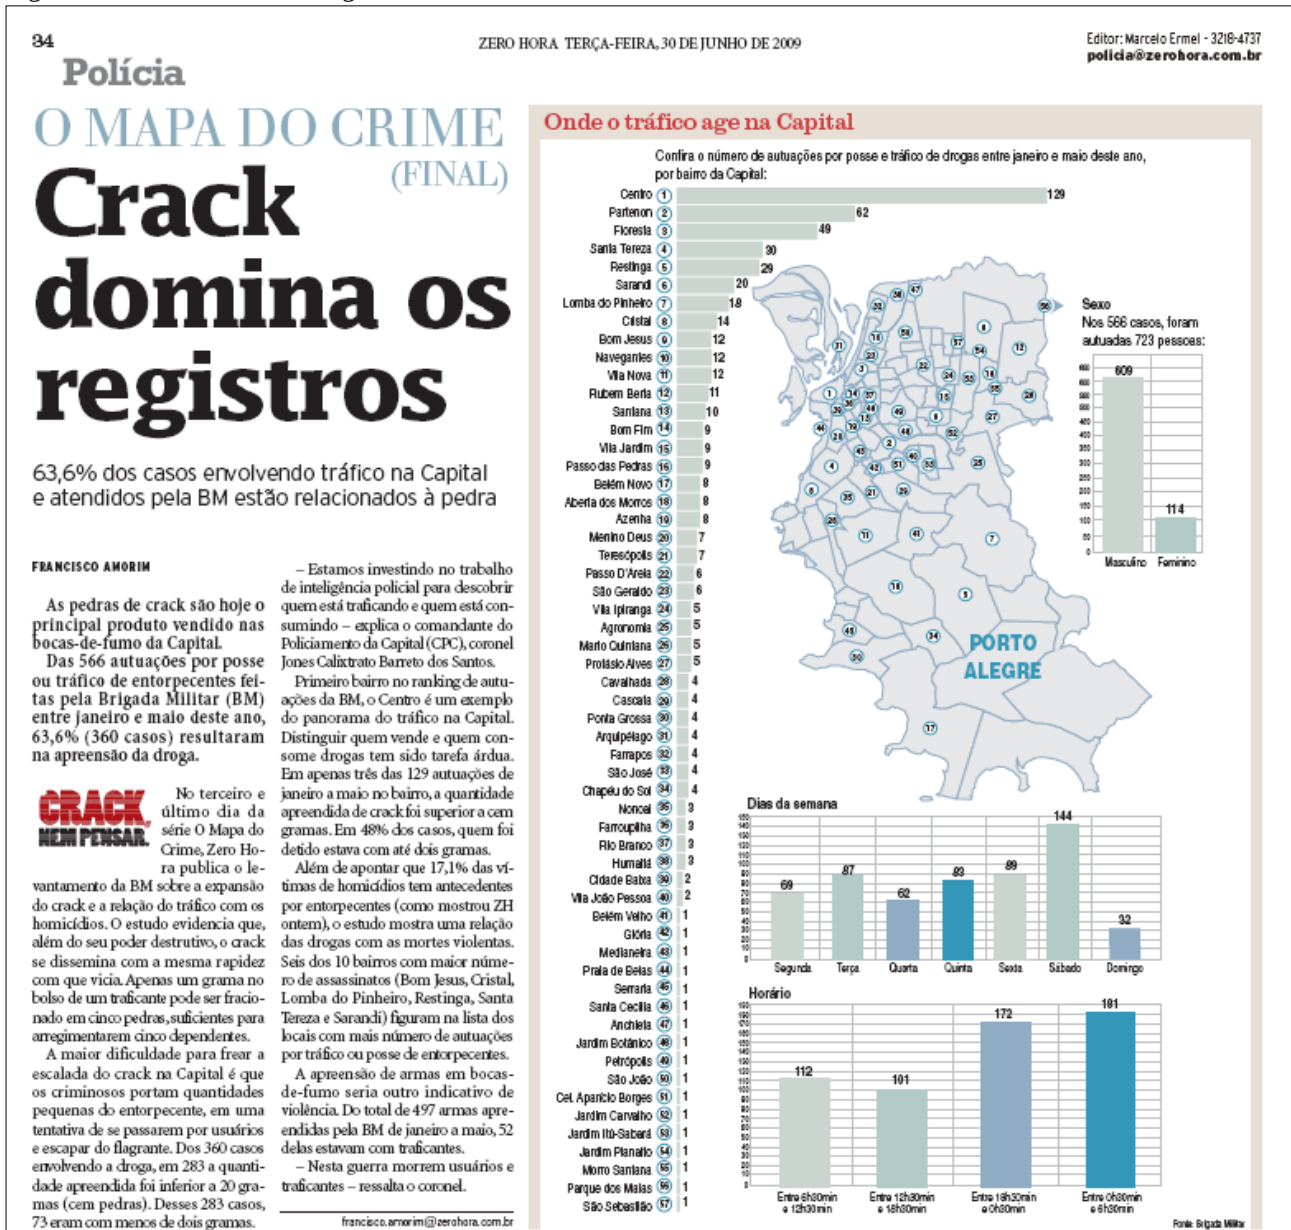 34
ZERO HORA TERÇA-FEIRA, 30 DE JUNHO DE 2009
Editor: Marcelo Ermel - 3218-4737
policia@zerohora.com.br
Polícia
O MAPA DO CRIME
(FINAL)
Crack
domina os
registros
63,6% dos casos envolvendo tráfico na Capital
e atendidos pela BM estão relacionados à pedra
FRANCISCO AMORIM
As pedras de crack são hoje o
principal produto vendido nas
bocas-de-fumo da Capital.
Das 566 autuações por posse
ou tráfico de entorpecentes fei-
tas pela Brigada Militar (BM)
entre janeiro e maio deste ano,
63,6% (360 casos) resultaram
na apreensão da droga.
CRACK,
NEM PENSAR.
No terceiro e
último dia da
série O Mapa do
Crime, Zero Ho-
ra publica o le-
vantamento da BM sobre a expansão
do crack e a relação do tráfico com os
homicídios. O estudo evidencia que,
além do seu poder destrutivo, o crack
se dissemina com a mesma rapidez
com que vicia. Apenas um grama no
bolso de um traficante pode ser fracio-
nado em cinco pedras, suficientes para
arregimentarem cinco dependentes.
A maior dificuldade para frear a
escalada do crack na Capital é que
os criminosos portam quantidades
pequenas do entorpecente, em uma
tentativa de se passarem por usuários
e escapar do flagrante. Dos 360 casos
envolvendo a droga, em 283 a quanti-
dade apreendida foi inferior a 20 gra-
mas (cem pedras). Desses 283 casos,
73 eram com menos de dois gramas.
– Estamos investindo no trabalho
de inteligência policial para descobrir
quem está traficando e quem está con-
sumindo – explica o comandante do
Policiamento da Capital (CPC), coronel
Jones Calixtrato Barreto dos Santos.
Primeiro bairro no ranking de autu-
ações da BM, o Centro é um exemplo
do panorama do tráfico na Capital.
Distinguir quem vende e quem con-
some drogas tem sido tarefa árdua.
Em apenas três das 129 autuações de
janeiro a maio no bairro, a quantidade
apreendida de crack foi superior a cem
gramas. Em 48% dos casos, quem foi
detido estava com até dois gramas.
Além de apontar que 17,1% das ví-
timas de homicídios tem antecedentes
por entorpecentes (como mostrou ZH
ontem), o estudo mostra uma relação
das drogas com as mortes violentas.
Seis dos 10 bairros com maior núme-
ro de assassinatos (Bom Jesus, Cristal,
Lomba do Pinheiro, Restinga, Santa
Tereza e Sarandi) figuram na lista dos
locais com mais número de autuações
por tráfico ou posse de entorpecentes.
A apreensão de armas em bocas-
de-fumo seria outro indicativo de
violência. Do total de 497 armas apre-
endidas pela BM de janeiro a maio, 52
delas estavam com traficantes.
– Nesta guerra morrem usuários e
traficantes – ressalta o coronel.
francisco.amorim@zerohora.com.br
Onde o tráfico age na Capital
Confira o número de autuações por posse e tráfico de drogas entre janeiro e maio deste ano,
por bairro da Capital:
Centro 1 129
Partenon 2 62
Floresta 3 49
Santa Tereza 4 30
Restinga 5 29
Sarandi 6 20
Lomba do Pinheiro 7 18
Cristal 8 14
Bom Jesus 9 12
Navegantes 10 12
Vila Nova 11 12
Rubem Berta 12 11
Santana 13 10
Bom Fim 14 9
Vila Jardim 15 9
Passo das Pedras 16 9
Belém Novo 17 8
Aberta dos Morros 18 8
Azenha 19 8
Menino Deus 20 7
Teresópolis 21 7
Passo D'Areia 22 6
São Geraldo 23 6
Vila Ipiranga 24 5
Agronomia 25 5
Mario Quintana 26 5
Protásio Alves 27 5
Cavalhada 28 4
Cascata 29 4
Ponta Grossa 30 4
Arquipélago 31 4
Farrapos 32 4
São José 33 4
Chapéu do Sol 34 4
Nonoai 35 3
Farroupilha 36 3
Rio Branco 37 3
Humaitá 38 3
Cidade Baixa 39 2
Vila João Pessoa 40 2
Belém Velho 41 1
Glória 42 1
Medianeira 43 1
Praia de Belas 44 1
Serraria 45 1
Santa Cecília 46 1
Anchieta 47 1
Jardim Botânico 48 1
Petrópolis 49 1
São João 50 1
Cel. Aparício Borges 51 1
Jardim Carvalho 52 1
Jardim Itú-Sabará 53 1
Jardim Planalto 54 1
Morro Santana 55 1
Parque dos Maias 56 1
São Sebastião 57 1
PORTO
ALEGRE
Sexo
Nos 566 casos, foram
autuadas 723 pessoas:
609
114
Masculino Feminino
Dias da semana
69 87 62 83 89 144 32
Segunda Terça Quarta Quinta Sexta Sábado Domingo
Horário
112 101 172 181
Entre 6h30min Entre 12h30min Entre 18h30min Entre 0h30min
e 12h30min e 18h30min e 0h30min e 6h30min
Fonte: Brigada Militar